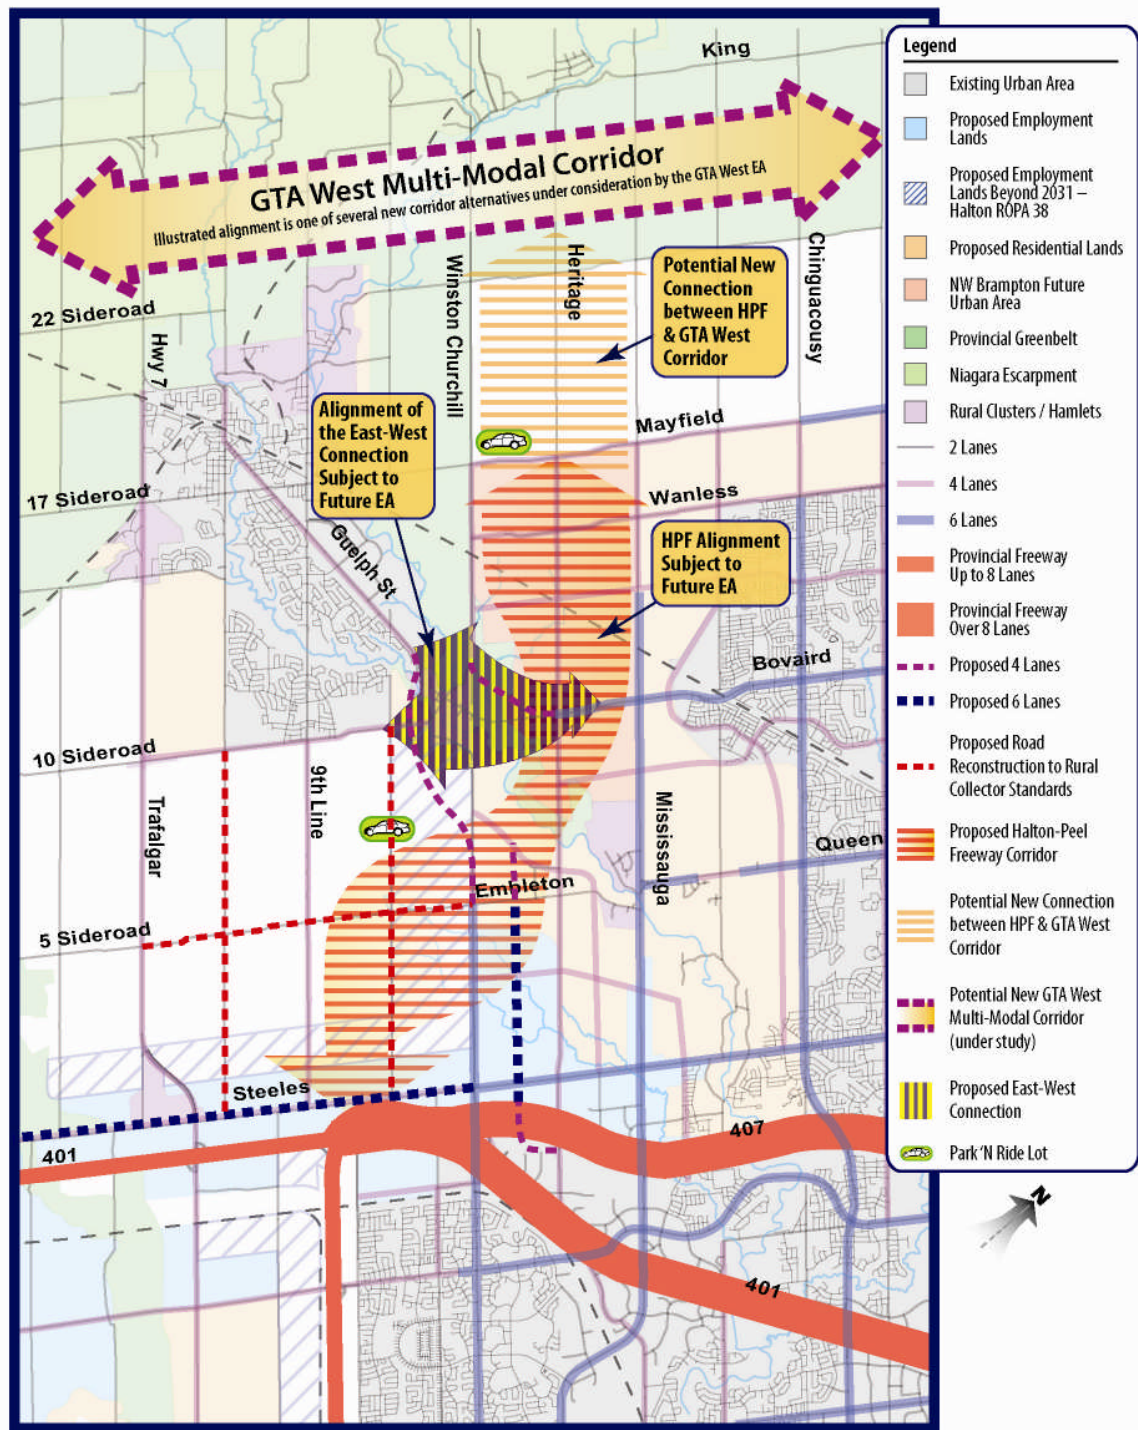 King
GTA West Multi-Modal Corridor
Illustrated alignment is one of several new corridor alternatives under consideration by the GTA West EA
22 Sideroad
Hwy 7
Winston Churchill
Heritage
Chinguacousy
Potential New
Connection
between HPF
& GTA West
Corridor
Alignment of
the East-West
Connection
Subject to
Future EA
Mayfield
17 Sideroad
Wanless
Guelph St
HPF Alignment
Subject to
Future EA
Bovaird
10 Sideroad
Trafalgar
9th Line
Mississauga
Queen
Embleton
5 Sideroad
Steeles
401
407
401
Legend
Existing Urban Area
Proposed Employment
Lands
Proposed Employment
Lands Beyond 2031 –
Halton ROPA 38
Proposed Residential Lands
NW Brampton Future
Urban Area
Provincial Greenbelt
Niagara Escarpment
Rural Clusters / Hamlets
2 Lanes
4 Lanes
6 Lanes
Provincial Freeway
Up to 8 Lanes
Provincial Freeway
Over 8 Lanes
Proposed 4 Lanes
Proposed 6 Lanes
Proposed Road
Reconstruction to Rural
Collector Standards
Proposed Halton-Peel
Freeway Corridor
Potential New Connection
between HPF & GTA West
Corridor
Potential New GTA West
Multi-Modal Corridor
(under study)
Proposed East-West
Connection
Park ‘N Ride Lot
N